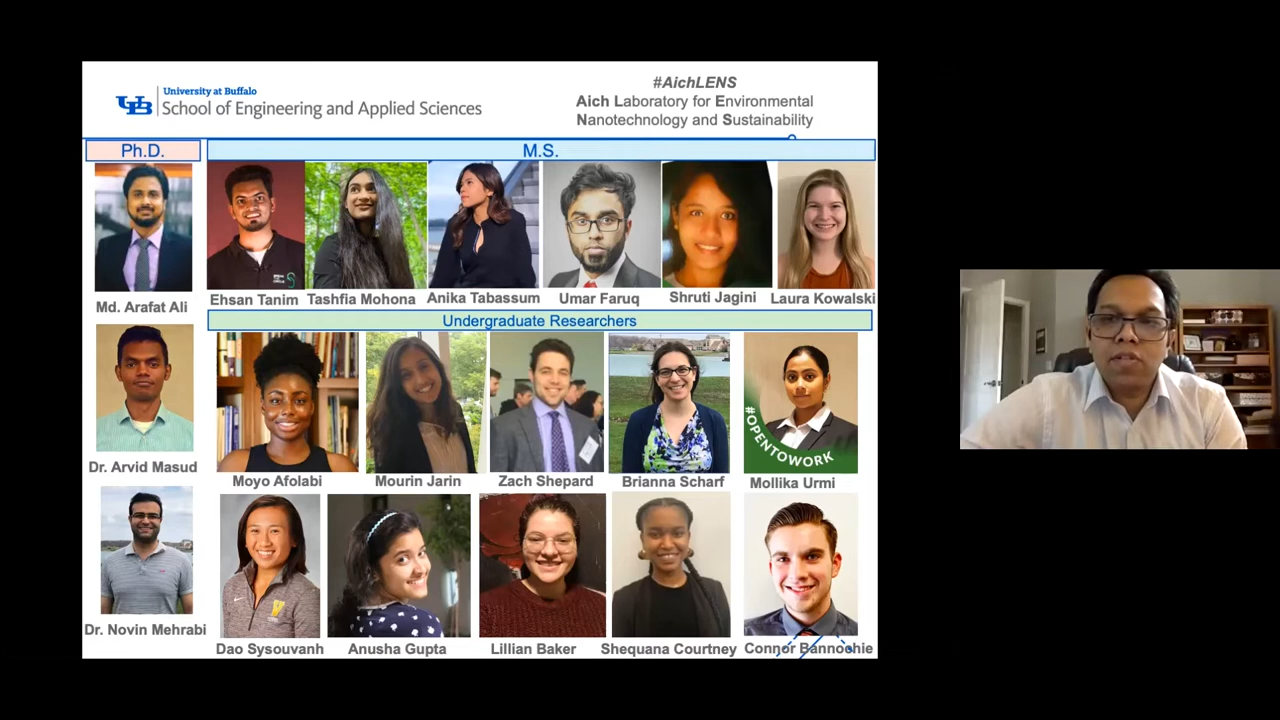 University at Buffalo
UB School of Engineering and Applied Sciences
#AichLENS
Aich Laboratory for Environmental
Nanotechnology and Sustainability
Ph.D.
M.S.
Md. Arafat Ali
Ehsan Tanim
Tashfia Mohona
Anika Tabassum
Umar Faruq
Shruti Jagini
Laura Kowalski
Undergraduate Researchers
Dr. Arvid Masud
Moyo Afolabi
Mourin Jarin
Zach Shepard
Brianna Scharf
#OPENTOWORK
Mollika Urmi
Dr. Novin Mehrabi
Dao Sysouvanh
Anusha Gupta
Lillian Baker
Shequana Courtney
Connor Bannochie